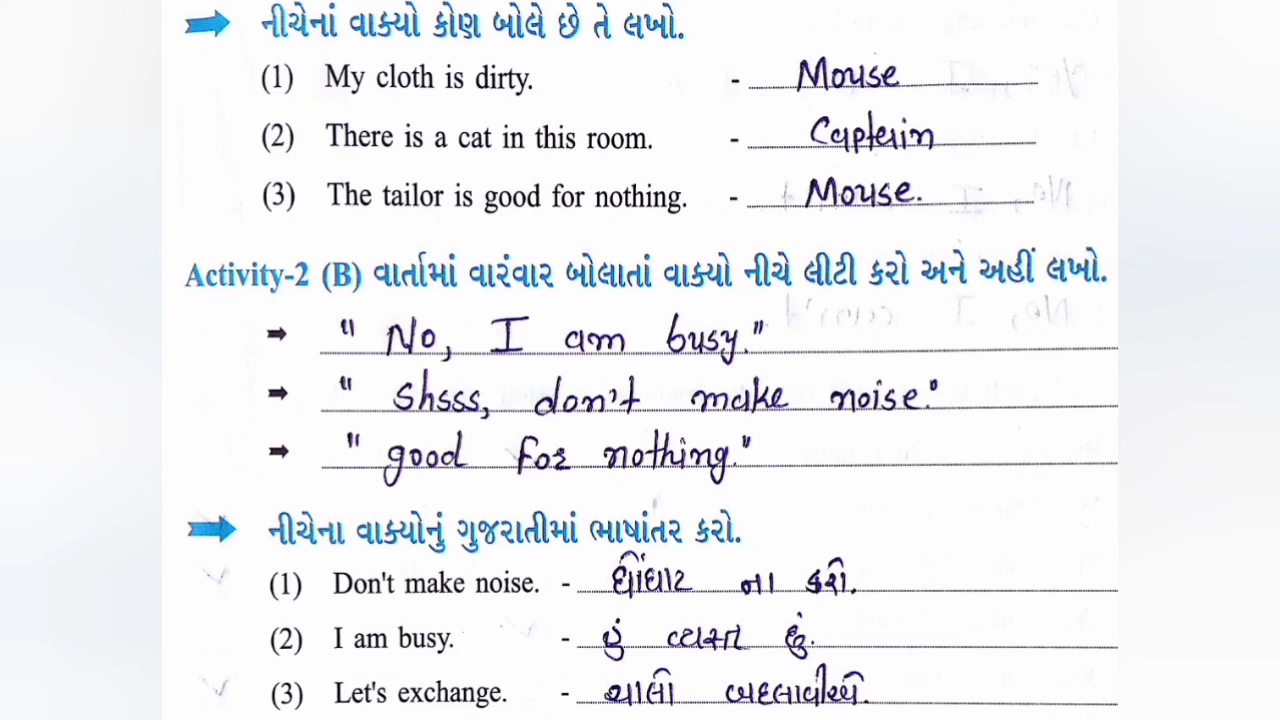 નીચેનાં વાક્યો કોણ બોલે છે તે લખો.
(1) My cloth is dirty. - Mouse
(2) There is a cat in this room. - Captain
(3) The tailor is good for nothing. - Mouse.
Activity-2 (B) વાર્તામાં વારંવાર બોલાતાં વાક્યો નીચે લીટી કરો અને અહીં લખો.
"No, I am busy."
"shsss, don't make noise."
"good for nothing."
નીચેના વાક્યોનું ગુજરાતીમાં ભાષાંતર કરો.
(1) Don't make noise. - ઘોંઘાટ ના કરો.
(2) I am busy. - હું વ્યસ્ત છું.
(3) Let's exchange. - ચાલો બદલાવીએ.